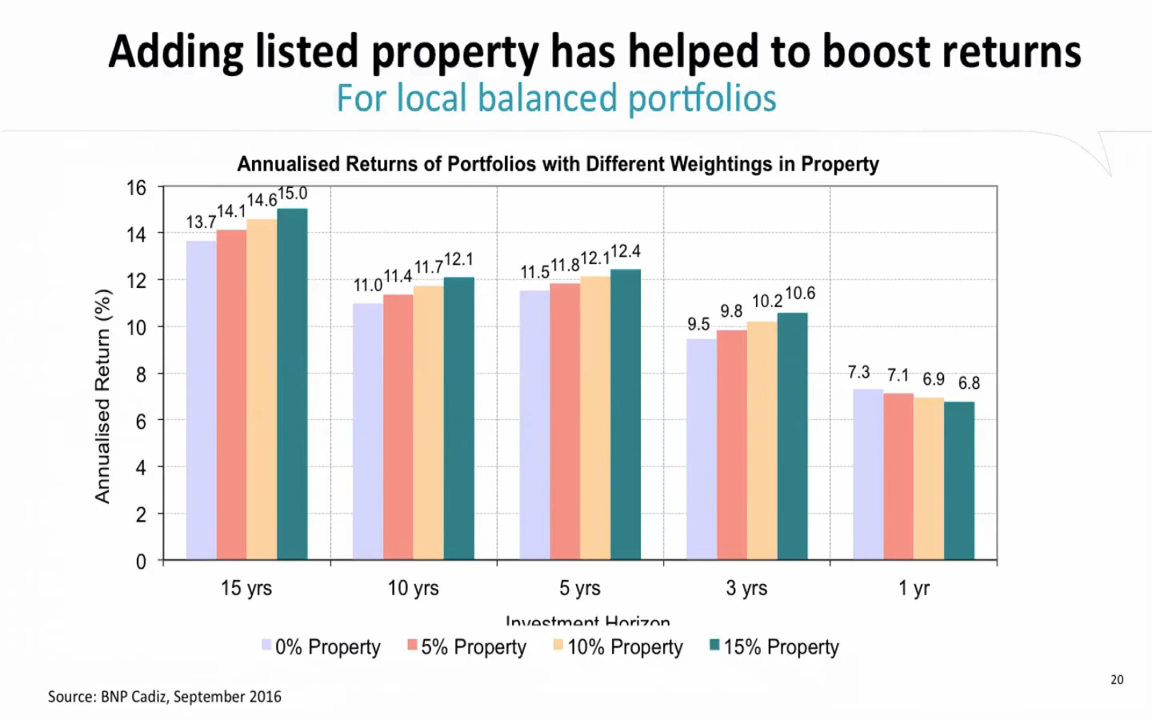 Adding listed property has helped to boost returns
For local balanced portfolios
Annualised Returns of Portfolios with Different Weightings in Property
Annualised Return (%)
16
14
12
10
8
6
4
2
0
13.7 14.1 14.6 15.0
11.0 11.4 11.7 12.1
11.5 11.8 12.1 12.4
9.5 9.8 10.2 10.6
7.3 7.1 6.9 6.8
15 yrs 10 yrs 5 yrs 3 yrs 1 yr
Investment Horizon
0% Property 5% Property 10% Property 15% Property
20
Source: BNP Cadiz, September 2016